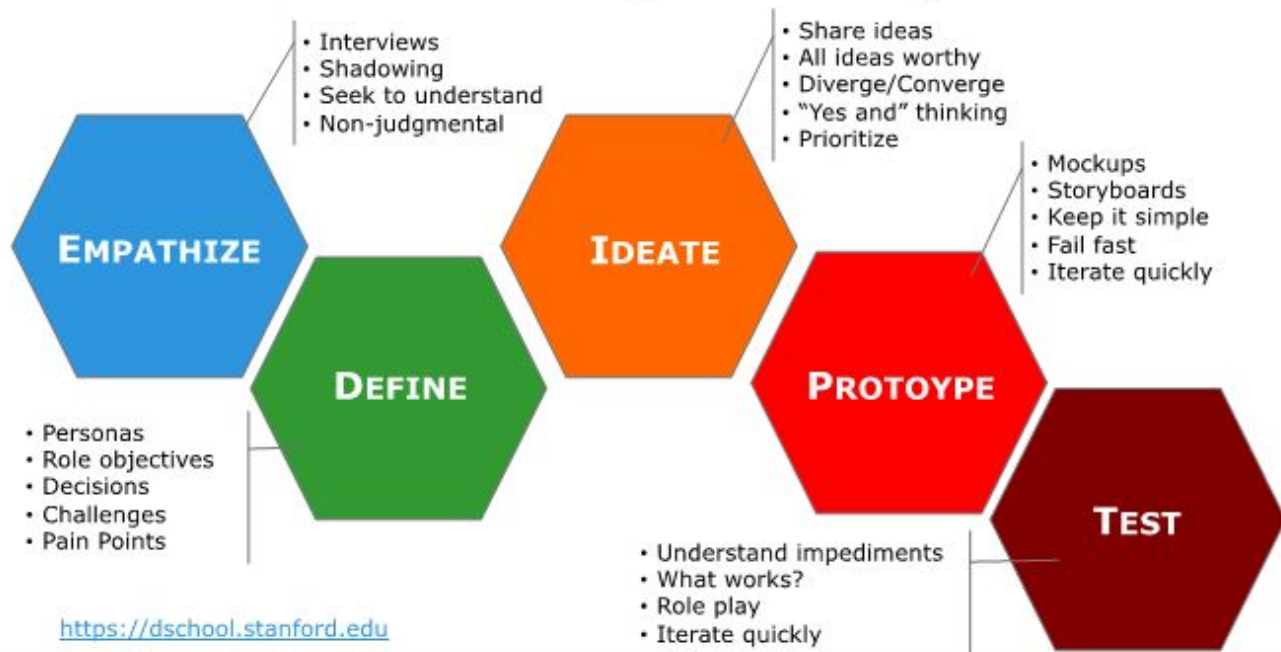 • Interviews
• Shadowing
• Seek to understand
• Non-judgmental
EMPATHIZE
• Personas
• Role objectives
• Decisions
• Challenges
• Pain Points
DEFINE
• Share ideas
• All ideas worthy
• Diverge/Converge
• “Yes and” thinking
• Prioritize
IDEATE
• Mockups
• Storyboards
• Keep it simple
• Fail fast
• Iterate quickly
PROTOYPE
• Understand impediments
• What works?
• Role play
• Iterate quickly
TEST
https://dschool.stanford.edu